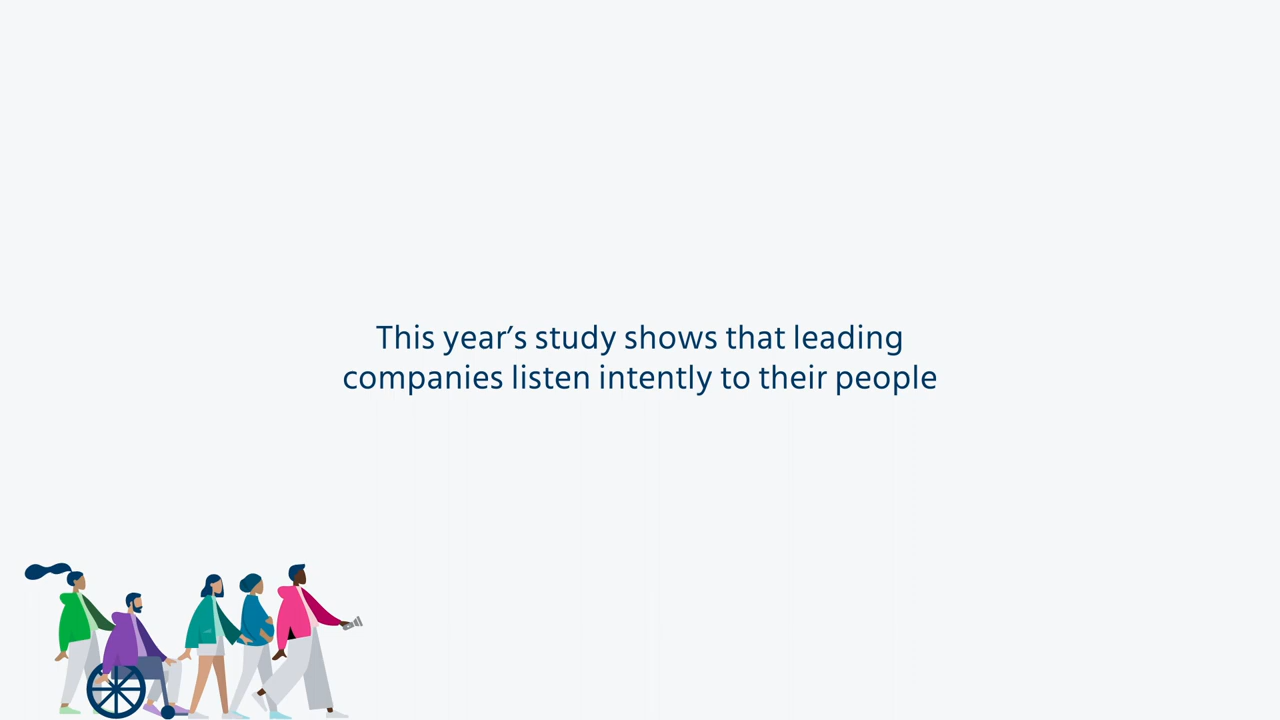 This year’s study shows that leading
companies listen intently to their people